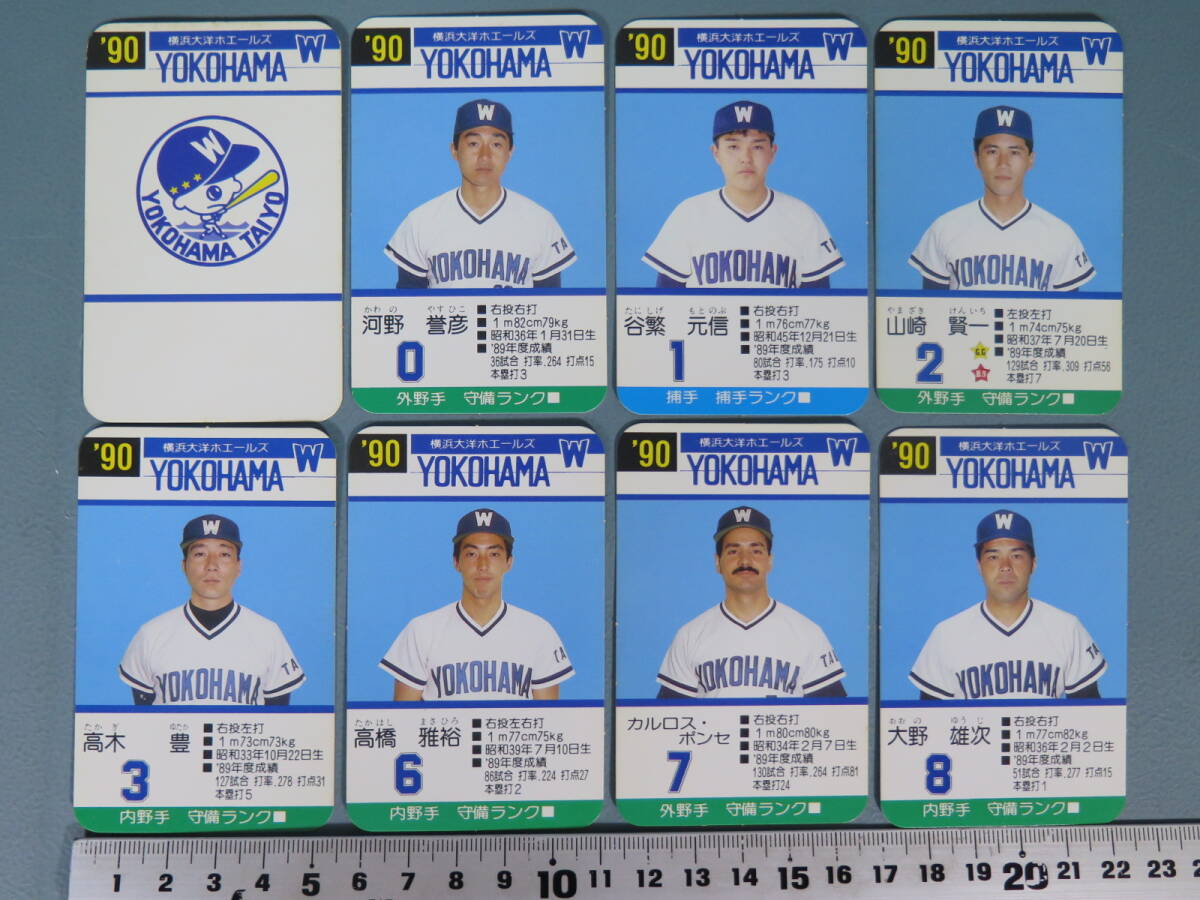 '90
横浜大洋ホエールズ
YOKOHAMA
W
W
YOKOHAMA TAIYO
'90
横浜大洋ホエールズ
YOKOHAMA
W
W
YOKOHAMA
TA
かわの やすひこ
河野 誉彦
0
■右投右打
■1m82cm79kg
■昭和36年1月31日生
■'89年度成績
36試合 打率.264 打点15
本塁打3
外野手 守備ランク■
'90
横浜大洋ホエールズ
YOKOHAMA
W
W
YOKOHAMA
TA
たにしげ もとのぶ
谷繁 元信
1
■右投右打
■1m76cm77kg
■昭和45年12月21日生
■'89年度成績
80試合 打率.175 打点10
本塁打3
捕手 捕手ランク■
'90
横浜大洋ホエールズ
YOKOHAMA
W
W
YOKOHAMA
TA
やまざき けんいち
山崎 賢一
2
G.G
B.9
■左投左打
■1m74cm75kg
■昭和37年7月20日生
■'89年度成績
129試合 打率.309 打点56
本塁打7
外野手 守備ランク■
'90
横浜大洋ホエールズ
YOKOHAMA
W
W
YOKOHAMA
TA
たかぎ ゆたか
高木 豊
3
■右投左打
■1m73cm73kg
■昭和33年10月22日生
■'89年度成績
127試合 打率.278 打点31
本塁打5
内野手 守備ランク■
'90
横浜大洋ホエールズ
YOKOHAMA
W
W
YOKOHAMA
TA
たかはし まさひろ
高橋 雅裕
6
■右投左右打
■1m77cm75kg
■昭和39年7月10日生
■'89年度成績
86試合 打率.224 打点27
本塁打2
内野手 守備ランク■
'90
横浜大洋ホエールズ
YOKOHAMA
W
W
YOKOHAMA
TA
カルロス・
ポンセ
7
■右投右打
■1m80cm80kg
■昭和34年2月7日生
■'89年度成績
130試合 打率.264 打点81
本塁打24
外野手 守備ランク■
'90
横浜大洋ホエールズ
YOKOHAMA
W
W
YOKOHAMA
TA
おおの ゆうじ
大野 雄次
8
■右投右打
■1m77cm82kg
■昭和36年2月2日生
■'89年度成績
51試合 打率.277 打点15
本塁打1
内野手 守備ランク■
1 2 3 4 5 6 7 8 9 10 11 12 13 14 15 16 17 18 19 20 21 22 23